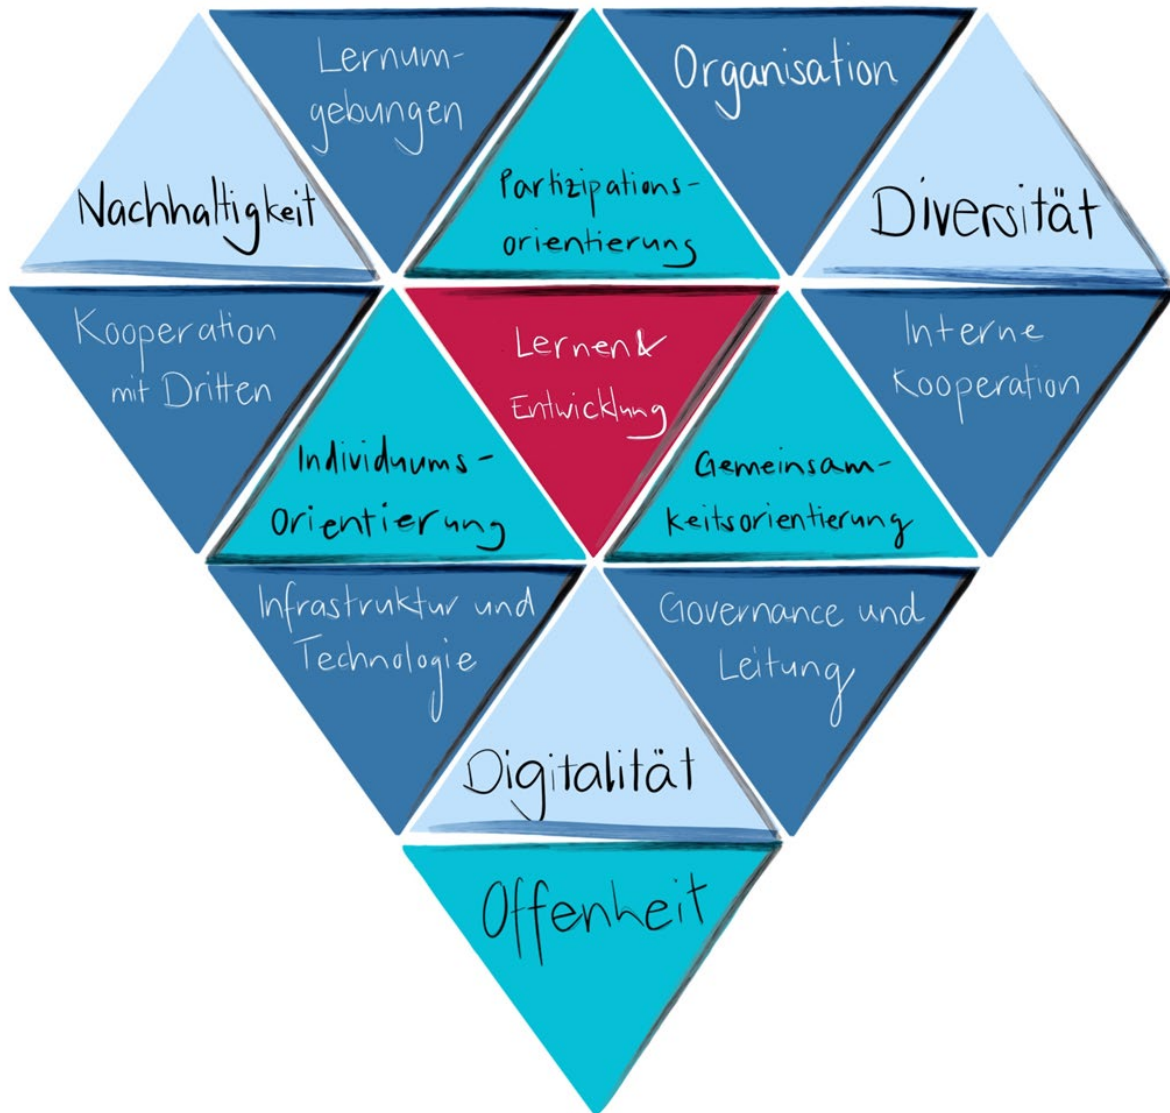 Lernum-
gebungen
Organisation
Partizipations-
orientierung
Nachhaltigkeit
Diversität
Kooperation
mit Dritten
Lernen &
Entwicklung
Interne
Kooperation
Individuums-
Orientierung
Gemeinsam-
keitsorientierung
Infrastruktur und
Technologie
Governance und
Leitung
Digitalität
Offenheit